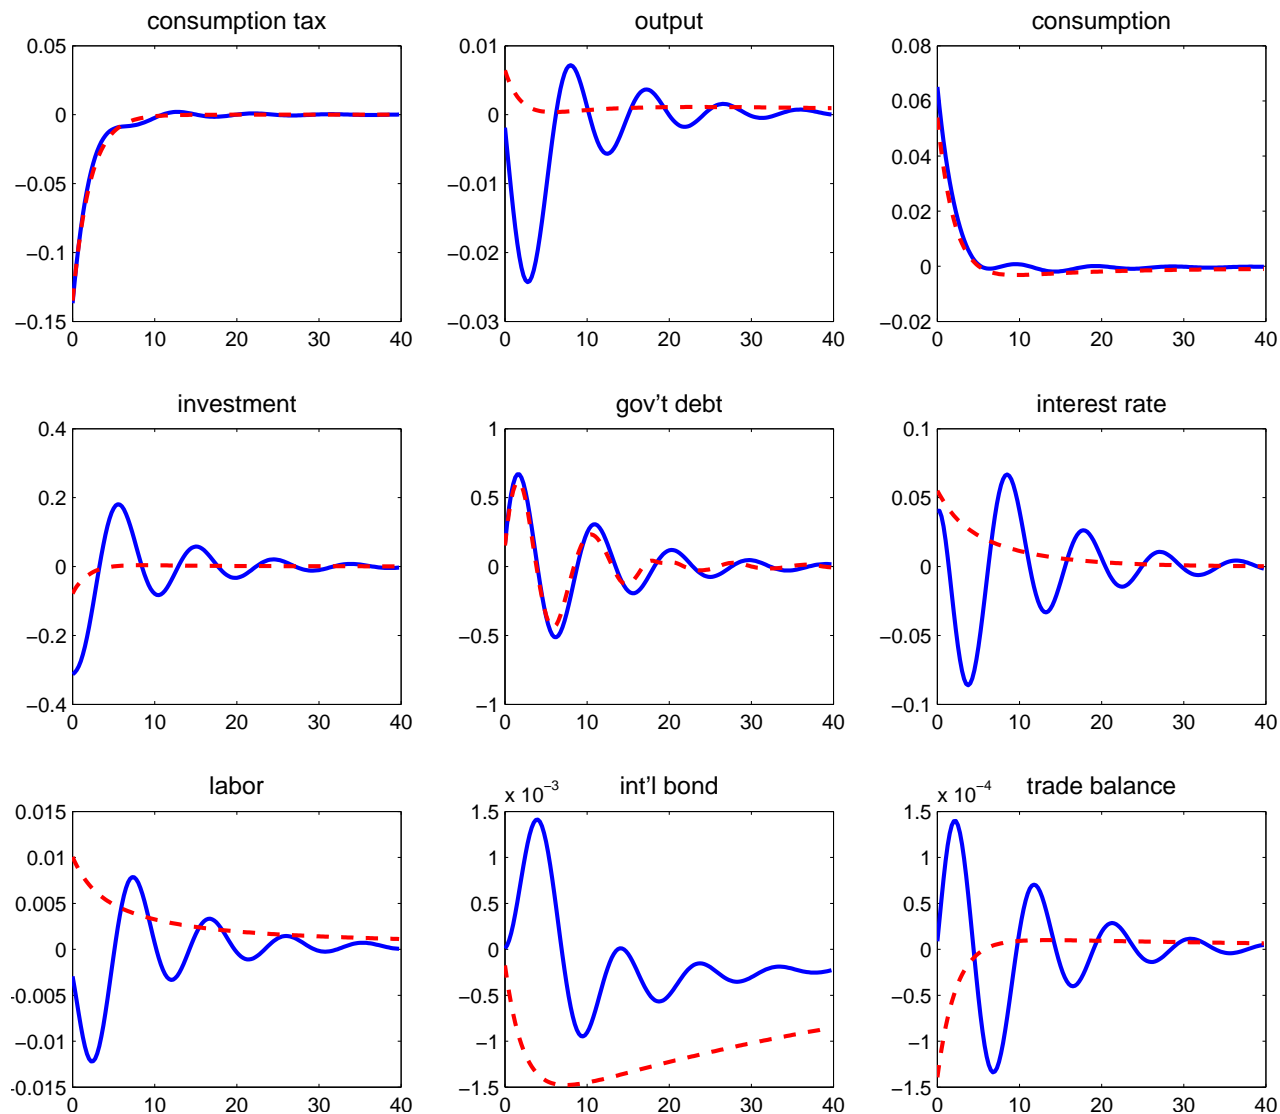 consumption tax
0.05
0
−0.05
−0.1
−0.15
0 10 20 30 40
output
0.01
0
−0.01
−0.02
−0.03
0 10 20 30 40
consumption
0.08
0.06
0.04
0.02
0
−0.02
0 10 20 30 40
investment
0.4
0.2
0
−0.2
−0.4
0 10 20 30 40
gov't debt
1
0.5
0
−0.5
−1
0 10 20 30 40
interest rate
0.1
0.05
0
−0.05
−0.1
0 10 20 30 40
labor
0.015
0.01
0.005
0
-0.005
-0.01
-0.015
0 10 20 30 40
int'l bond
x 10⁻³
1.5
1
0.5
0
−0.5
−1
−1.5
0 10 20 30 40
trade balance
x 10⁻⁴
1.5
1
0.5
0
−0.5
−1
−1.5
0 10 20 30 40